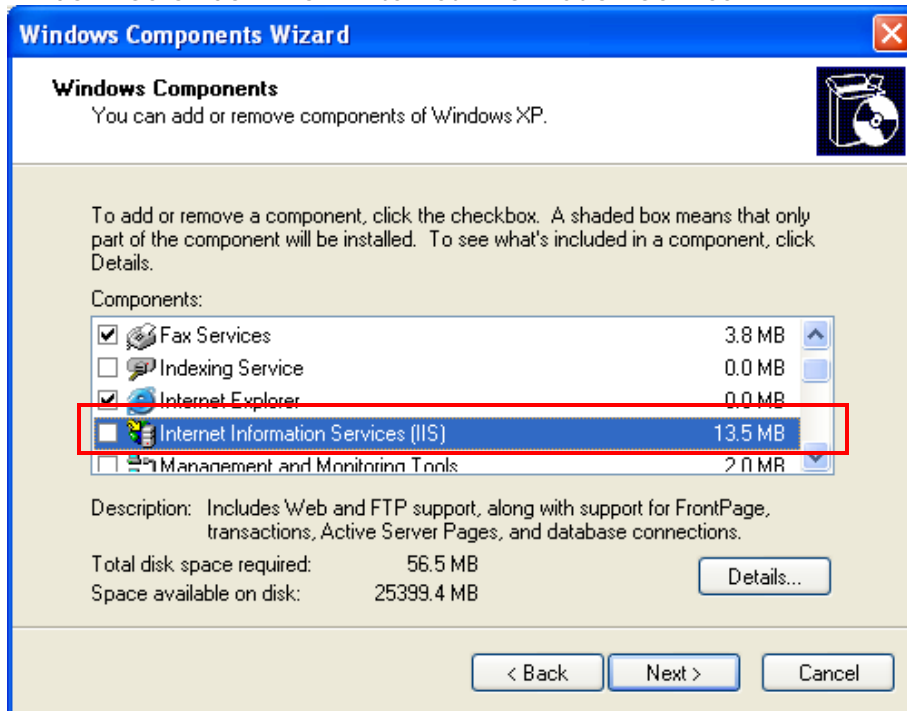 Windows Components Wizard
Windows Components
You can add or remove components of Windows XP.
To add or remove a component, click the checkbox. A shaded box means that only
part of the component will be installed. To see what's included in a component, click
Details.
Components:
Fax Services 3.8 MB
Indexing Service 0.0 MB
Internet Explorer 0.0 MB
Internet Information Services (IIS) 13.5 MB
Management and Monitoring Tools 2.0 MB
Description: Includes Web and FTP support, along with support for FrontPage,
transactions, Active Server Pages, and database connections.
Total disk space required: 56.5 MB
Space available on disk: 25399.4 MB
Details...
< Back Next > Cancel